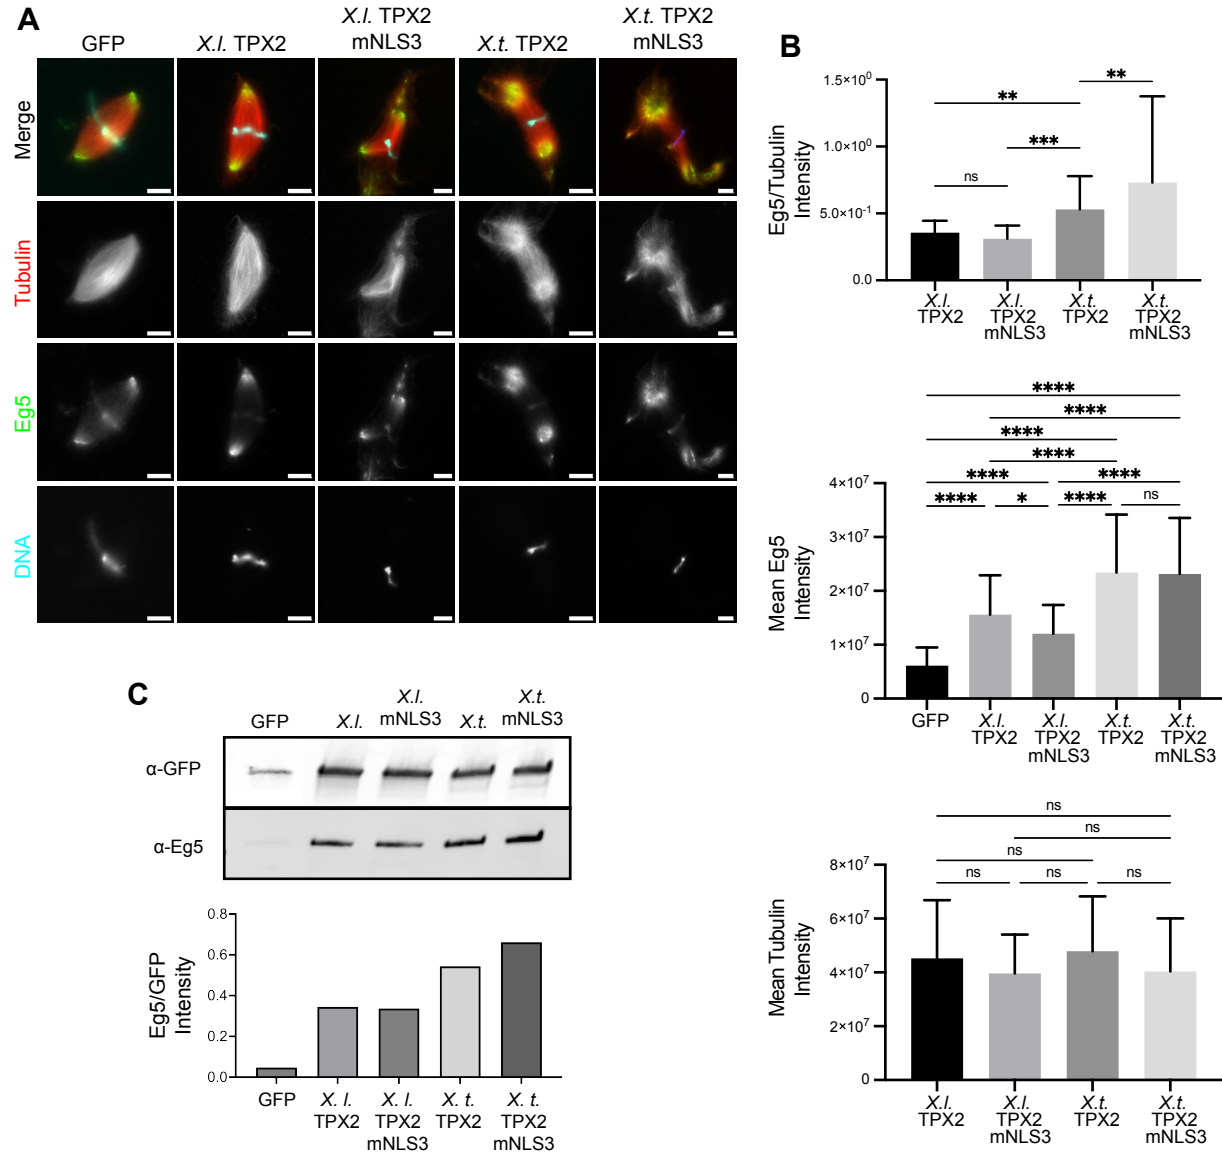 A
GFP
X.l. TPX2
X.l. TPX2
mNLS3
X.t. TPX2
X.t. TPX2
mNLS3
Merge
Tubulin
Eg5
DNA
B
Eg5/Tubulin
Intensity
1.5×10⁰
1.0×10⁰
5.0×10⁻¹
0.0
**
**
***
ns
X.l.
TPX2
X.l.
TPX2
mNLS3
X.t.
TPX2
X.t.
TPX2
mNLS3
Mean Eg5
Intensity
4×10⁷
3×10⁷
2×10⁷
1×10⁷
0
****
****
****
****
**** ****
**** * **** ns
GFP
X.l.
TPX2
X.l.
TPX2
mNLS3
X.t.
TPX2
X.t.
TPX2
mNLS3
Mean Tubulin
Intensity
8×10⁷
6×10⁷
4×10⁷
2×10⁷
0
ns
ns
ns
ns ns ns
X.l.
TPX2
X.l.
TPX2
mNLS3
X.t.
TPX2
X.t.
TPX2
mNLS3
C
GFP
X.l.
X.l.
mNLS3
X.t.
X.t.
mNLS3
α-GFP
α-Eg5
Eg5/GFP
Intensity
0.8
0.6
0.4
0.2
0.0
GFP
X. l.
TPX2
X. l.
TPX2
mNLS3
X. t.
TPX2
X. t.
TPX2
mNLS3